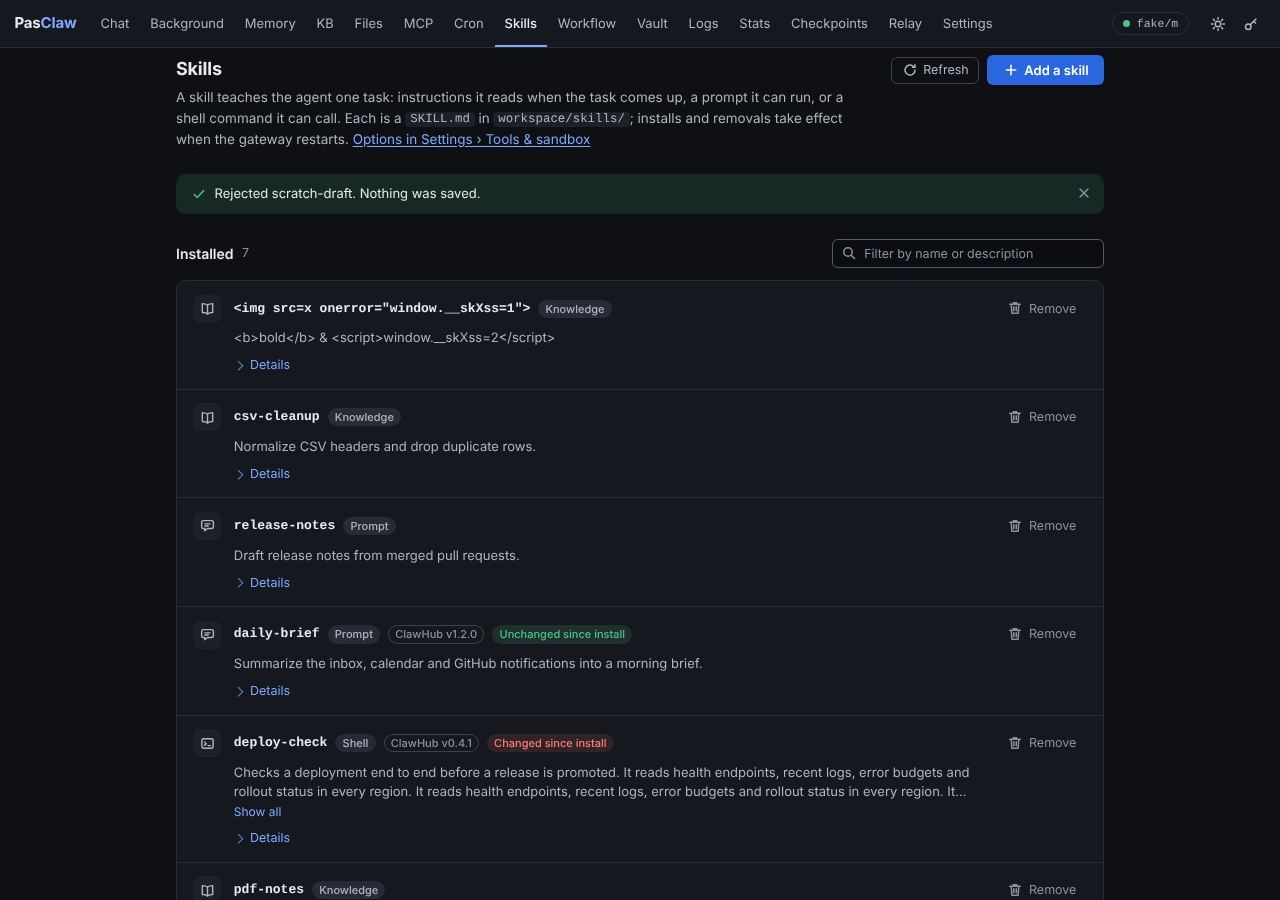 PasClaw Chat Background Memory KB Files MCP Cron Skills Workflow Vault Logs Stats Checkpoints Relay Settings fake/m
Skills Refresh + Add a skill
A skill teaches the agent one task: instructions it reads when the task comes up, a prompt it can run, or a
shell command it can call. Each is a SKILL.md in workspace/skills/; installs and removals take effect
when the gateway restarts. Options in Settings › Tools & sandbox
Rejected scratch-draft. Nothing was saved.
Installed 7 Filter by name or description
<img src=x onerror="window.__skXss=1"> Knowledge Remove
<b>bold</b> & <script>window.__skXss=2</script>
Details
csv-cleanup Knowledge Remove
Normalize CSV headers and drop duplicate rows.
Details
release-notes Prompt Remove
Draft release notes from merged pull requests.
Details
daily-brief Prompt ClawHub v1.2.0 Unchanged since install Remove
Summarize the inbox, calendar and GitHub notifications into a morning brief.
Details
deploy-check Shell ClawHub v0.4.1 Changed since install Remove
Checks a deployment end to end before a release is promoted. It reads health endpoints, recent logs, error budgets and
rollout status in every region. It reads health endpoints, recent logs, error budgets and rollout status in every region. It...
Show all
Details
pdf-notes Knowledge Remove